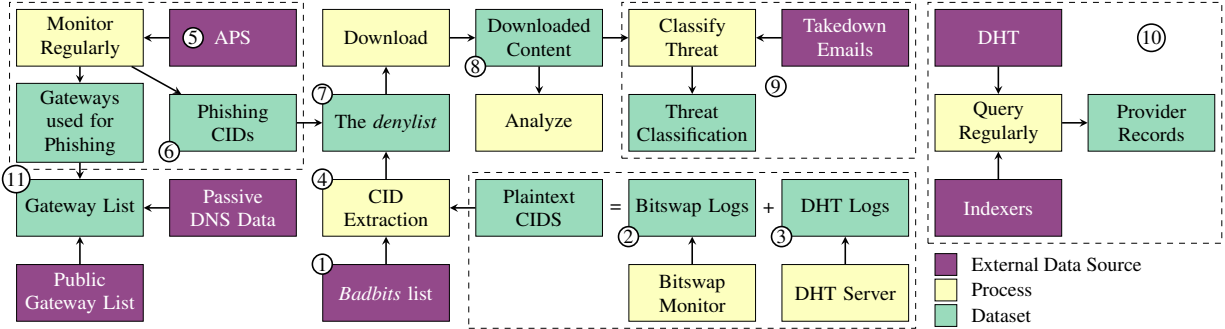 Monitor
Regularly
5
APS
Download
Downloaded
Content
8
Classify
Threat
Takedown
Emails
9
DHT
10
Gateways
used for
Phishing
Phishing
CIDs
6
7
The denylist
Analyze
Threat
Classification
Query
Regularly
Provider
Records
11
Gateway List
Passive
DNS Data
4
CID
Extraction
Plaintext
CIDS
=
Bitswap Logs
2
+
DHT Logs
3
Indexers
Public
Gateway List
1
Badbits list
Bitswap
Monitor
DHT Server
External Data Source
Process
Dataset